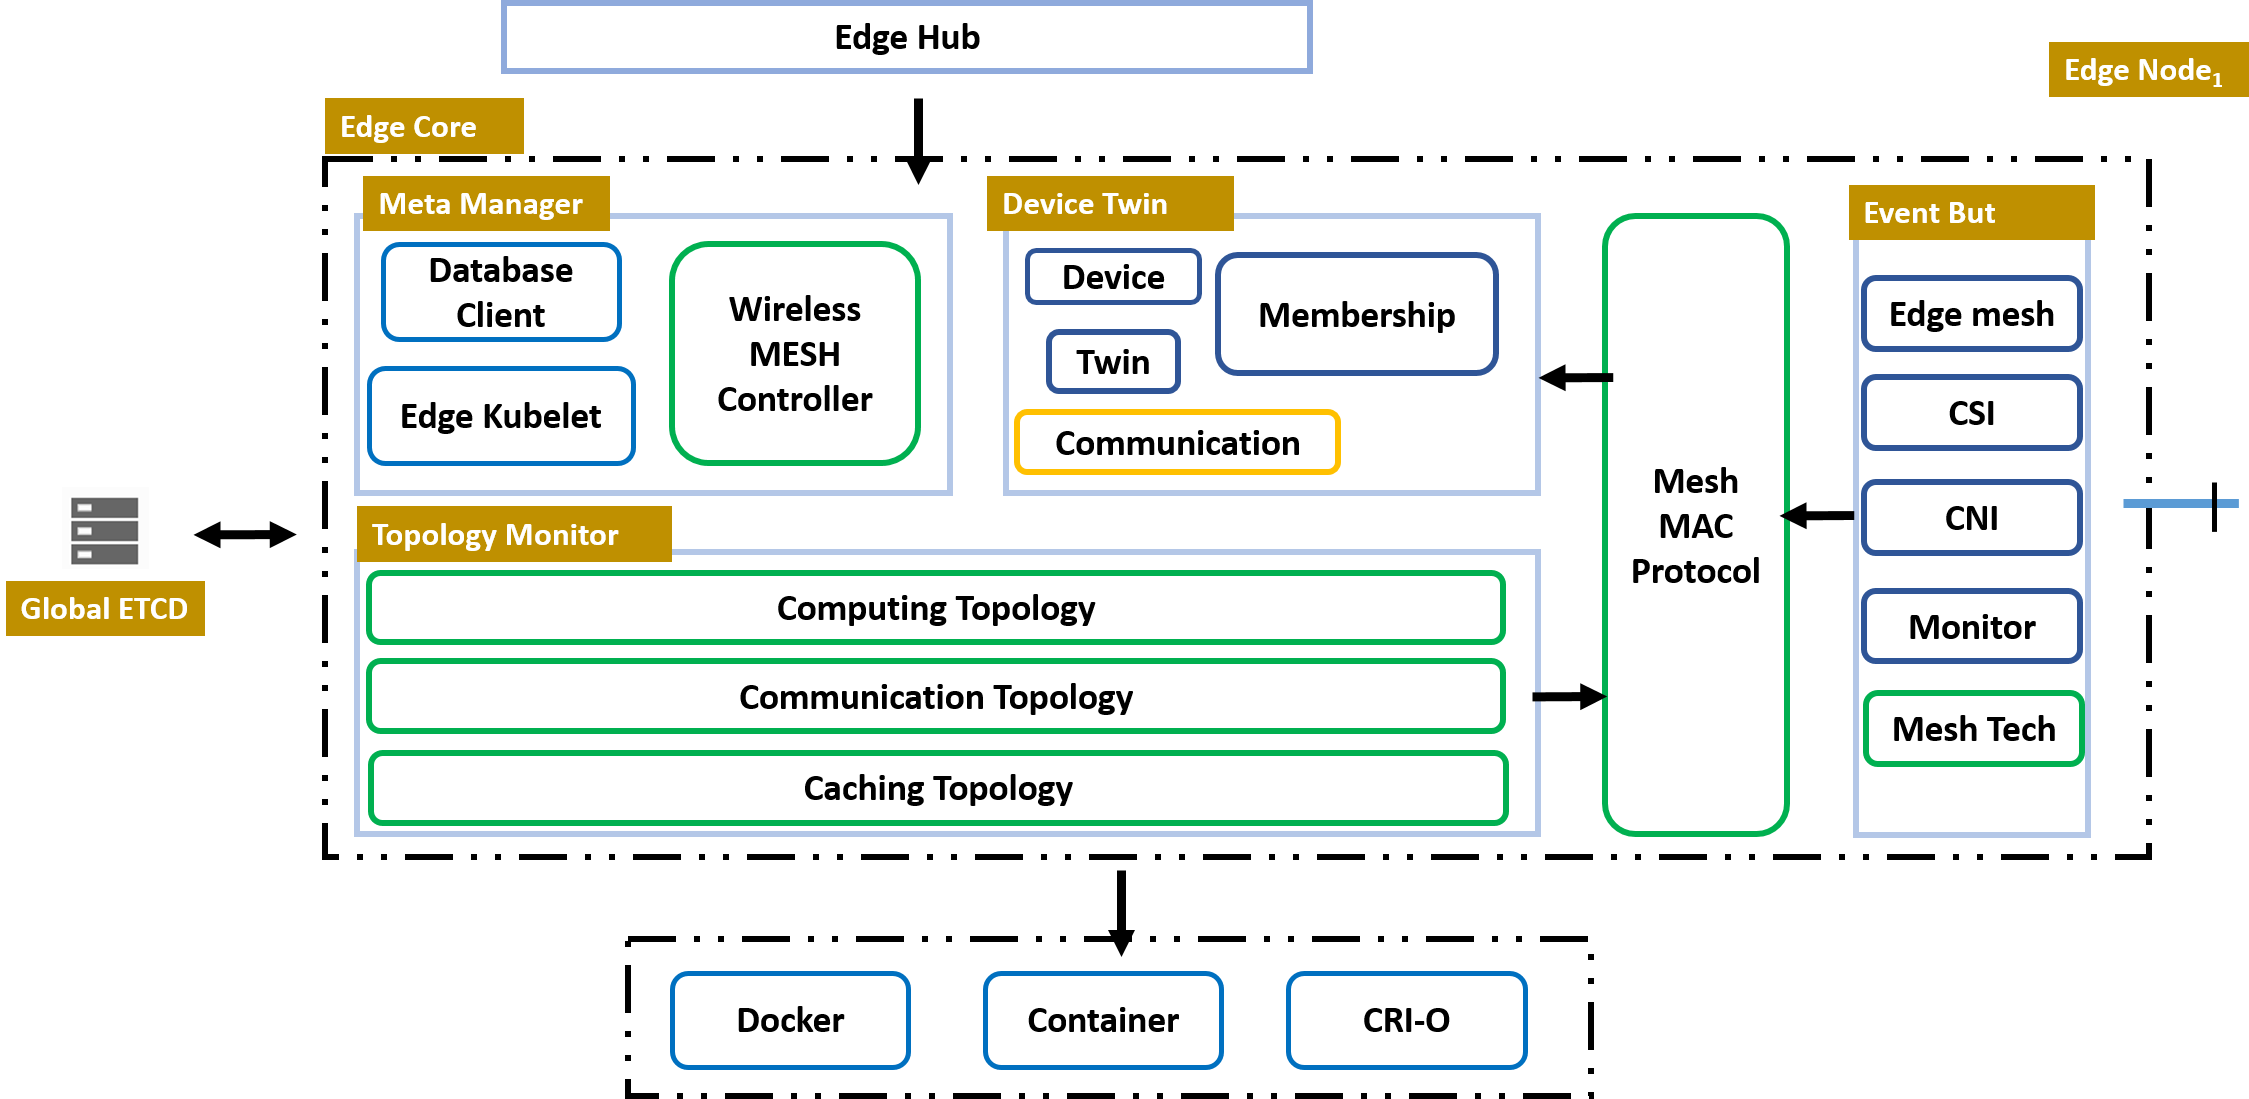 Edge Hub
Edge Node1
Edge Core
Meta Manager
Database
Client
Edge Kubelet
Wireless
MESH
Controller
Device Twin
Device
Twin
Membership
Communication
Mesh
MAC
Protocol
Event But
Edge mesh
CSI
CNI
Monitor
Mesh Tech
Global ETCD
Topology Monitor
Computing Topology
Communication Topology
Caching Topology
Docker
Container
CRI-O